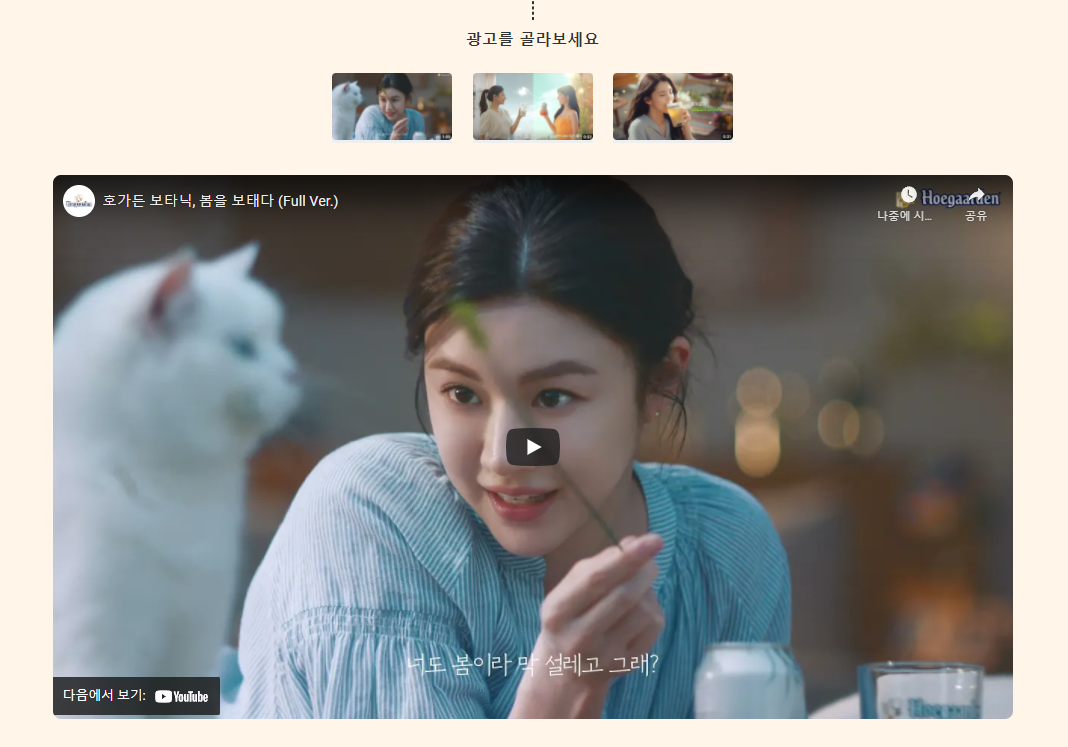 광고를 골라보세요
호가든 보타닉, 봄을 보태다 (Full Ver.)
Hoegaarden
나중에 시...
공유
너도 봄이라 막 설레고 그래?
다음에서 보기: YouTube
Hoegaarden